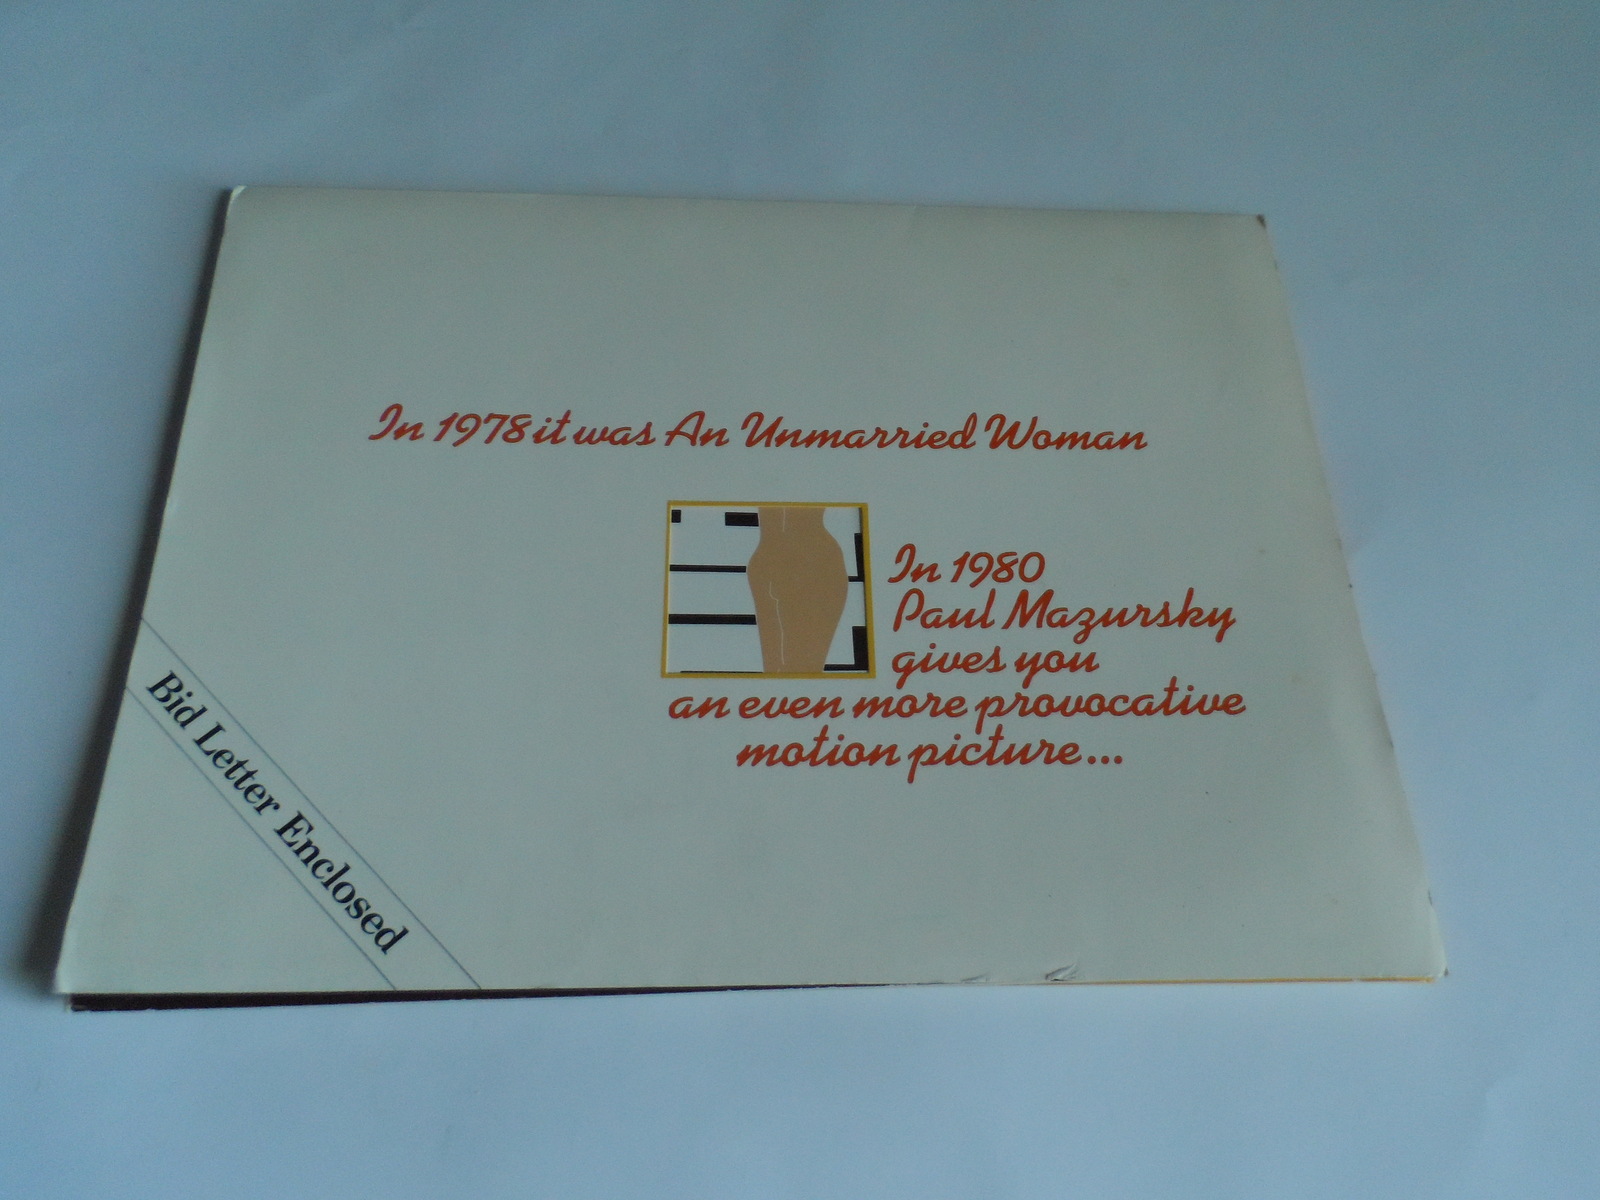 In 1978 it was An Unmarried Woman
In 1980
Paul Mazursky
gives you
an even more provocative
motion picture...
Bid Letter Enclosed